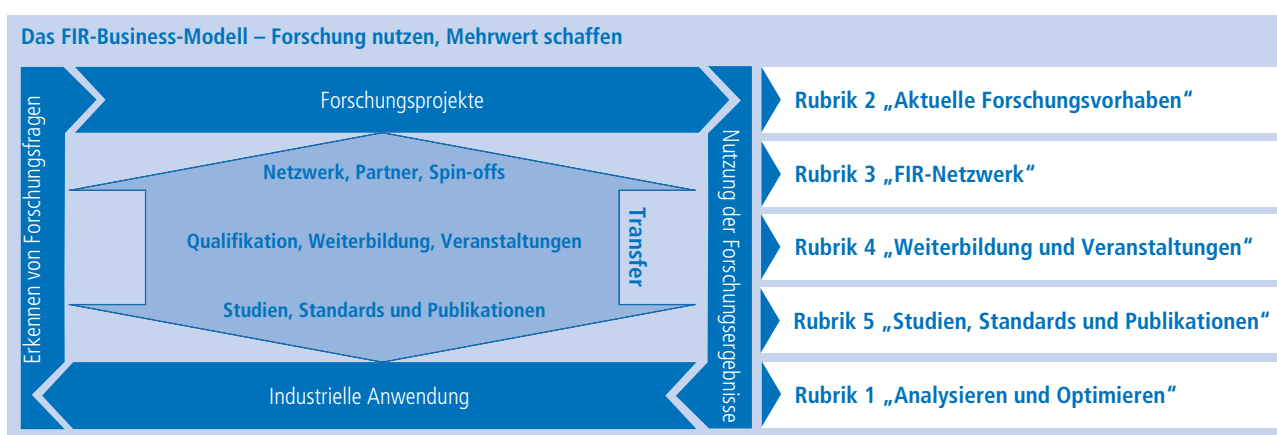 Das FIR-Business-Modell – Forschung nutzen, Mehrwert schaffen
Erkennen von Forschungsfragen
Forschungsprojekte
Netzwerk, Partner, Spin-offs
Qualifikation, Weiterbildung, Veranstaltungen
Studien, Standards und Publikationen
Transfer
Industrielle Anwendung
Nutzung der Forschungsergebnisse
Rubrik 2 „Aktuelle Forschungsvorhaben“
Rubrik 3 „FIR-Netzwerk“
Rubrik 4 „Weiterbildung und Veranstaltungen“
Rubrik 5 „Studien, Standards und Publikationen“
Rubrik 1 „Analysieren und Optimieren“